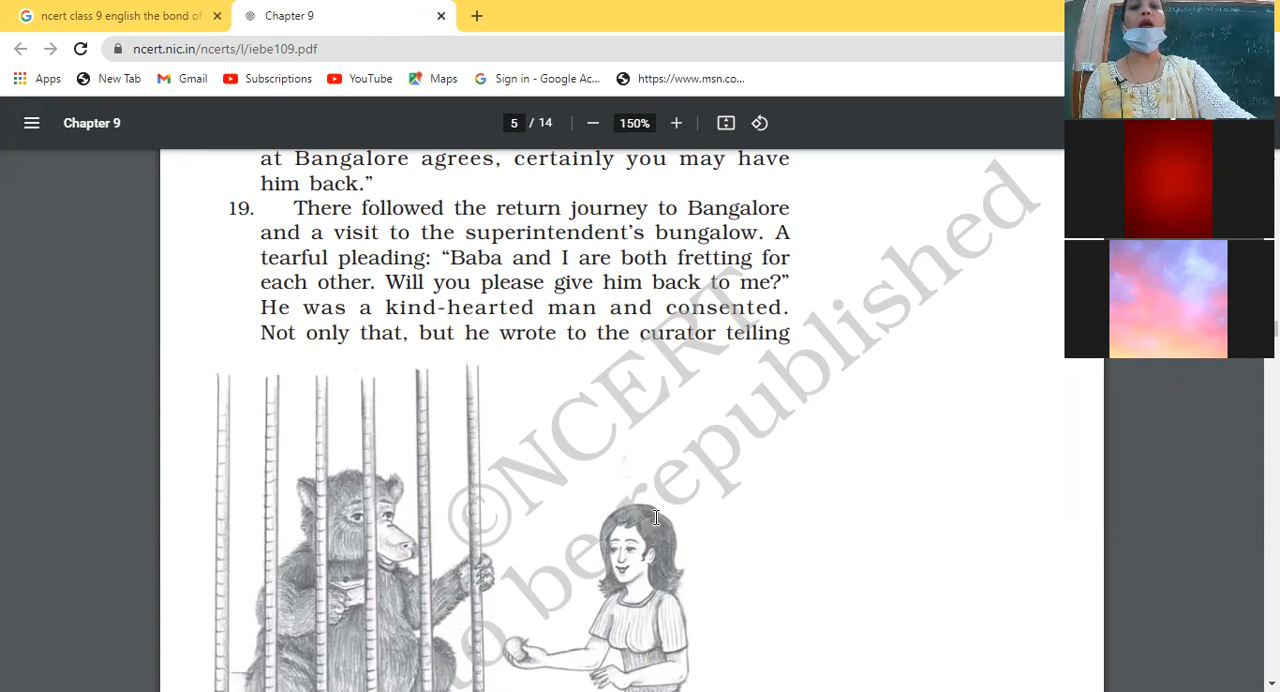 ncert class 9 english the bond of
Chapter 9
ncert.nic.in/ncerts/l/iebe109.pdf
Apps
New Tab
Gmail
Subscriptions
YouTube
Maps
Sign in - Google Ac...
https://www.msn.co...
Chapter 9
5 / 14
150%
at Bangalore agrees, certainly you may have
him back.”
19. There followed the return journey to Bangalore
and a visit to the superintendent’s bungalow. A
tearful pleading: “Baba and I are both fretting for
each other. Will you please give him back to me?”
He was a kind-hearted man and consented.
Not only that, but he wrote to the curator telling
©NCERT
to be republished